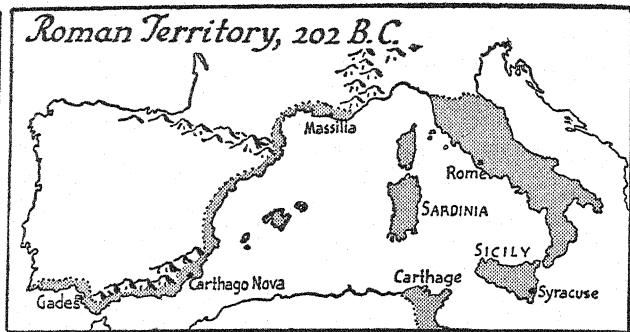 Roman Territory, 202 B.C.
Massilia
Rome
SARDINIA
SICILY
Carthago Nova
Carthage
Gades
Syracuse